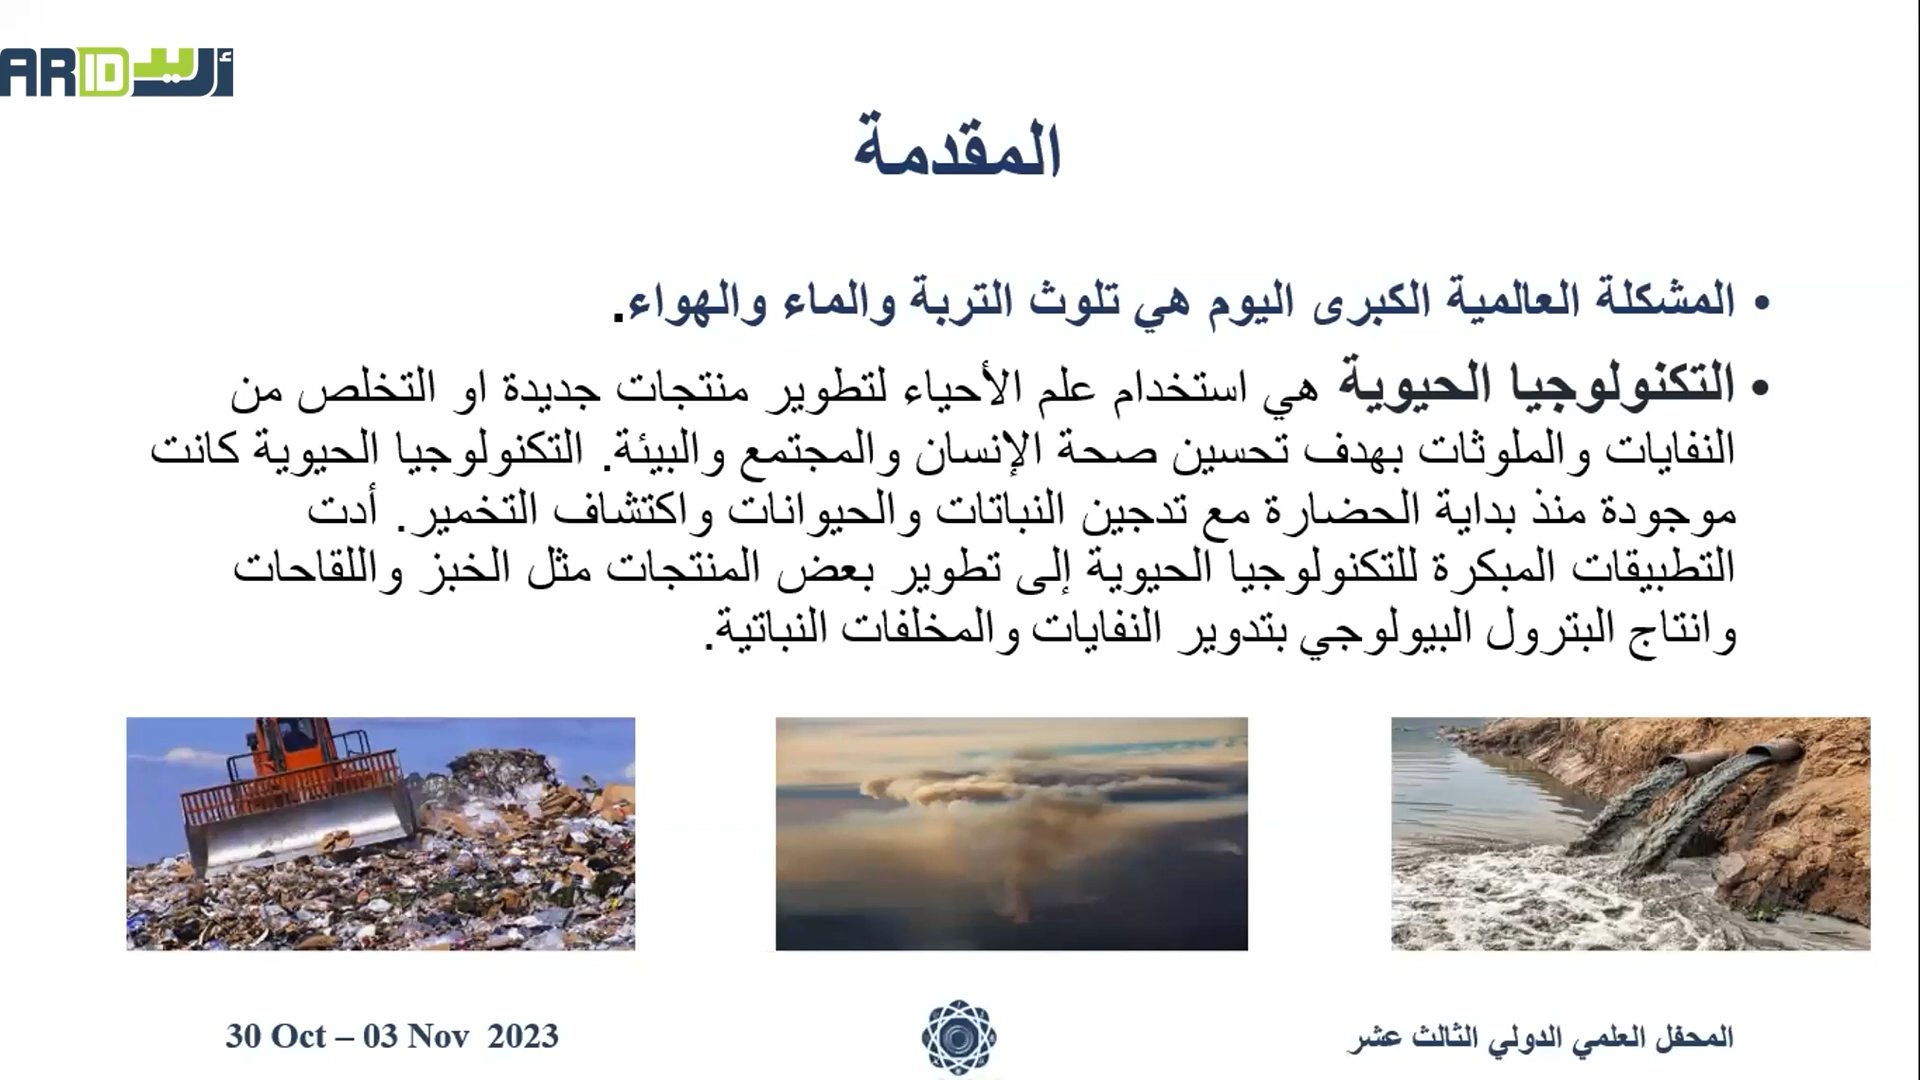 ARID أريد
المقدمة
• المشكلة العالمية الكبرى اليوم هي تلوث التربة والماء والهواء.
• التكنولوجيا الحيوية هي استخدام علم الأحياء لتطوير منتجات جديدة او التخلص من
النفايات والملوثات بهدف تحسين صحة الإنسان والمجتمع والبيئة. التكنولوجيا الحيوية كانت
موجودة منذ بداية الحضارة مع تدجين النباتات والحيوانات واكتشاف التخمير. أدت
التطبيقات المبكرة للتكنولوجيا الحيوية إلى تطوير بعض المنتجات مثل الخبز واللقاحات
وانتاج البترول البيولوجي بتدوير النفايات والمخلفات النباتية.
المحفل العلمي الدولي الثالث عشر
30 Oct – 03 Nov 2023